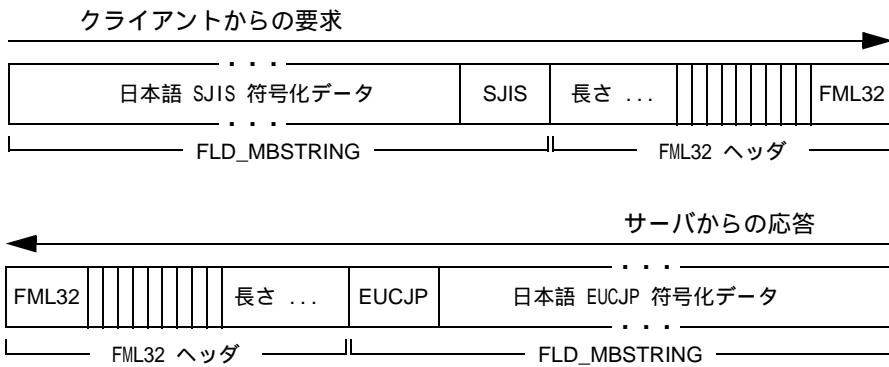 クライアントからの要求
日本語 SJIS 符号化データ SJIS 長さ ... FML32
FLD_MBSTRING FML32 ヘッダ
サーバからの応答
FML32 長さ ... EUCJP 日本語 EUCJP 符号化データ
FML32 ヘッダ FLD_MBSTRING